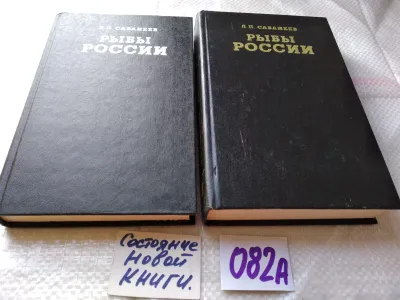 Л. П. САБАНЕЕВ
РЫБЫ
РОССИИ
Л. П. САБАНЕЕВ
РЫБЫ
РОССИИ
Состояние
новой
книги.
082А